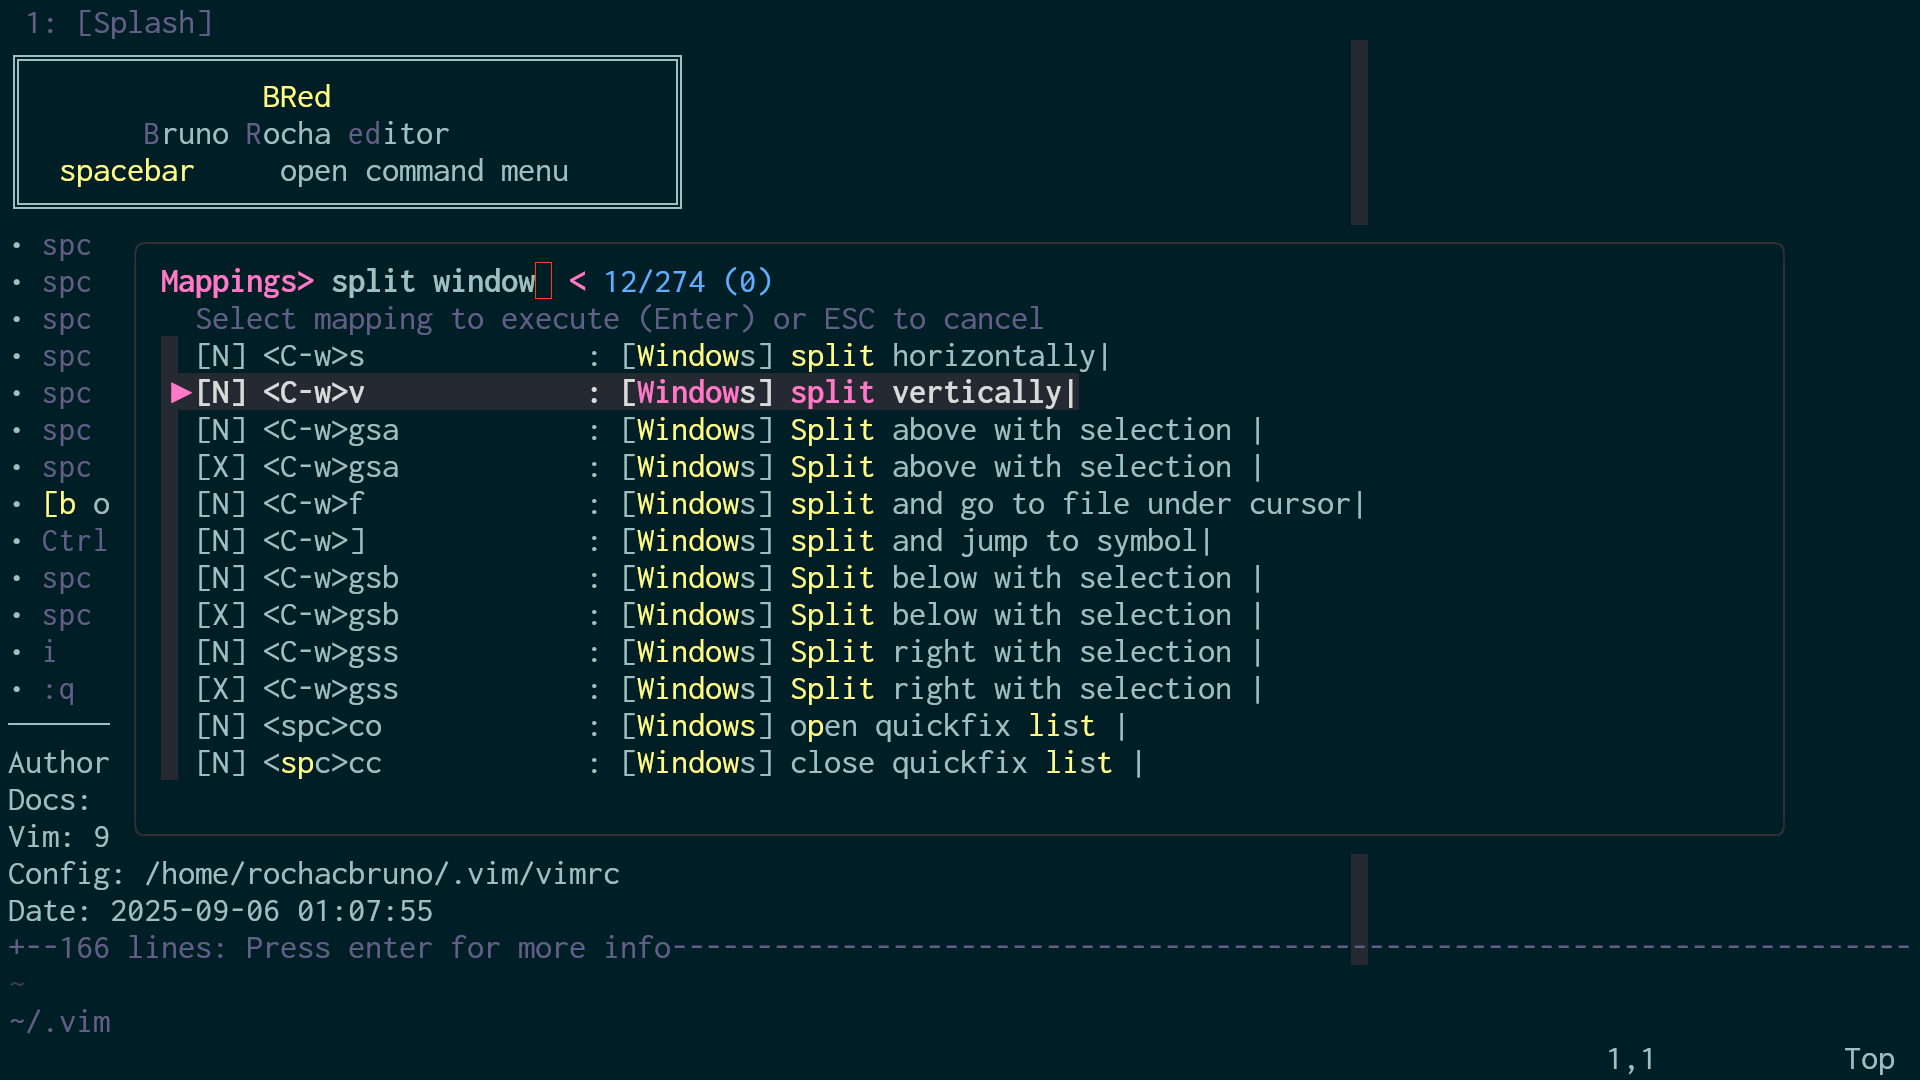 1: [Splash]
BRed
Bruno Rocha editor
spacebar open command menu
• spc
• spc
Mappings> split window < 12/274 (0)
• spc
Select mapping to execute (Enter) or ESC to cancel
• spc
[N] <C-w>s : [Windows] split horizontally|
• spc
▶[N] <C-w>v : [Windows] split vertically|
• spc
[N] <C-w>gsa : [Windows] Split above with selection |
• spc
[X] <C-w>gsa : [Windows] Split above with selection |
• [b o
[N] <C-w>f : [Windows] split and go to file under cursor|
• Ctrl
[N] <C-w>] : [Windows] split and jump to symbol|
• spc
[N] <C-w>gsb : [Windows] Split below with selection |
• spc
[X] <C-w>gsb : [Windows] Split below with selection |
• i
[N] <C-w>gss : [Windows] Split right with selection |
• :q
[X] <C-w>gss : [Windows] Split right with selection |
[N] <spc>co : [Windows] open quickfix list |
Author
[N] <spc>cc : [Windows] close quickfix list |
Docs:
Vim: 9
Config: /home/rochacbruno/.vim/vimrc
Date: 2025-09-06 01:07:55
+--166 lines: Press enter for more info-------------------------------------------------------------------------
~
~/.vim
1,1 Top